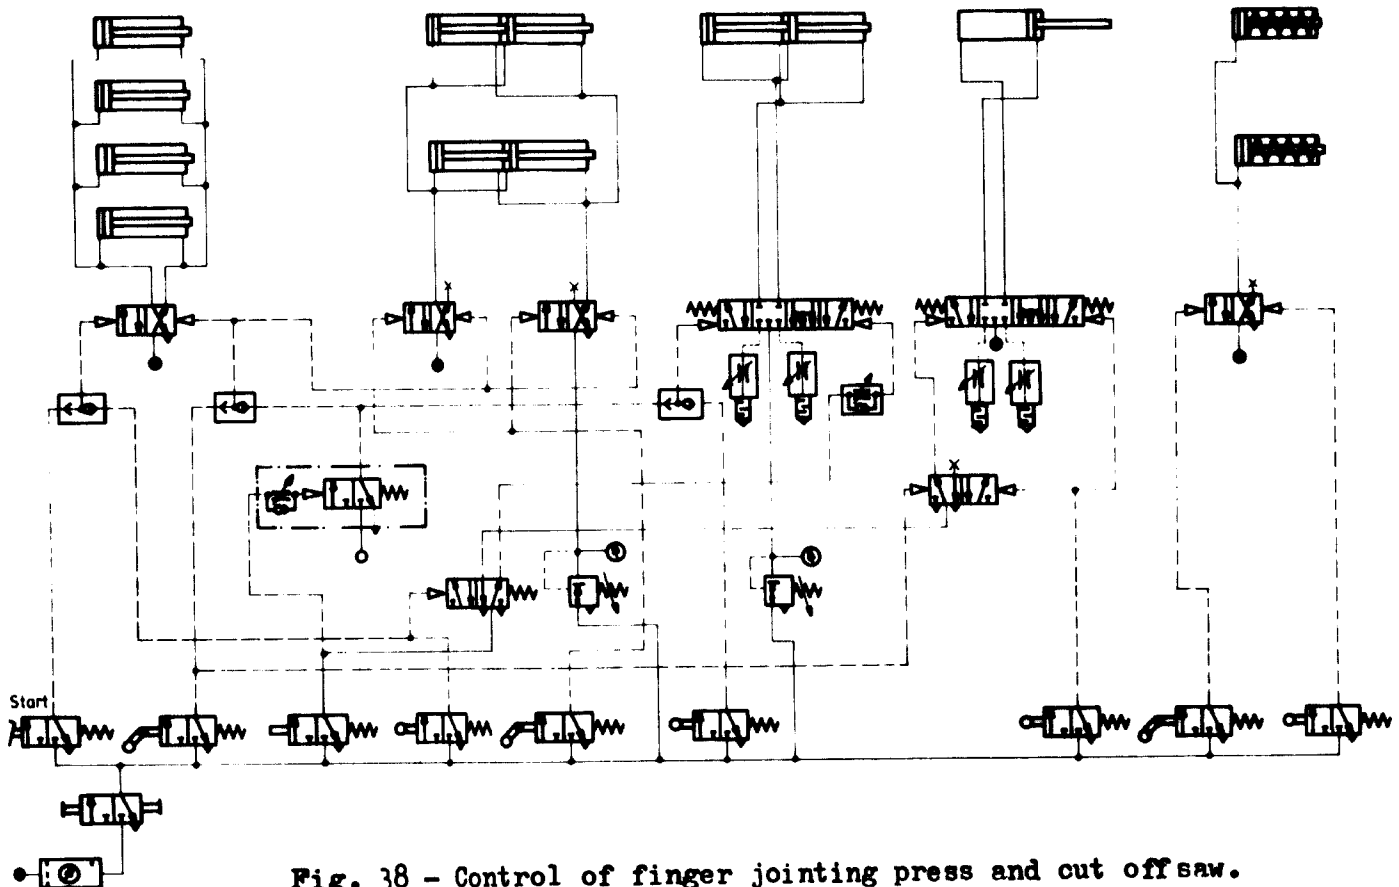 Start
Fig. 38 - Control of finger jointing press and cut off saw.